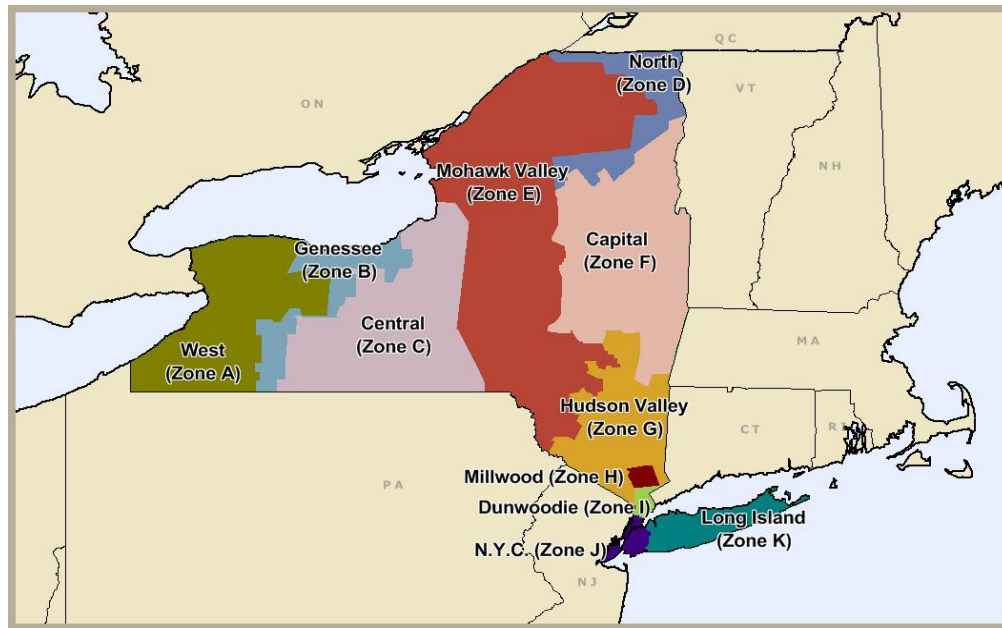 QC
North
(Zone D)
VT
ON
NH
Mohawk Valley
(Zone E)
Capital
(Zone F)
Genessee
(Zone B)
Central
(Zone C)
MA
West
(Zone A)
Hudson Valley
(Zone G)
CT
RI
Millwood (Zone H)
PA
Dunwoodie (Zone I)
Long Island
(Zone K)
N.Y.C. (Zone J)
NJ